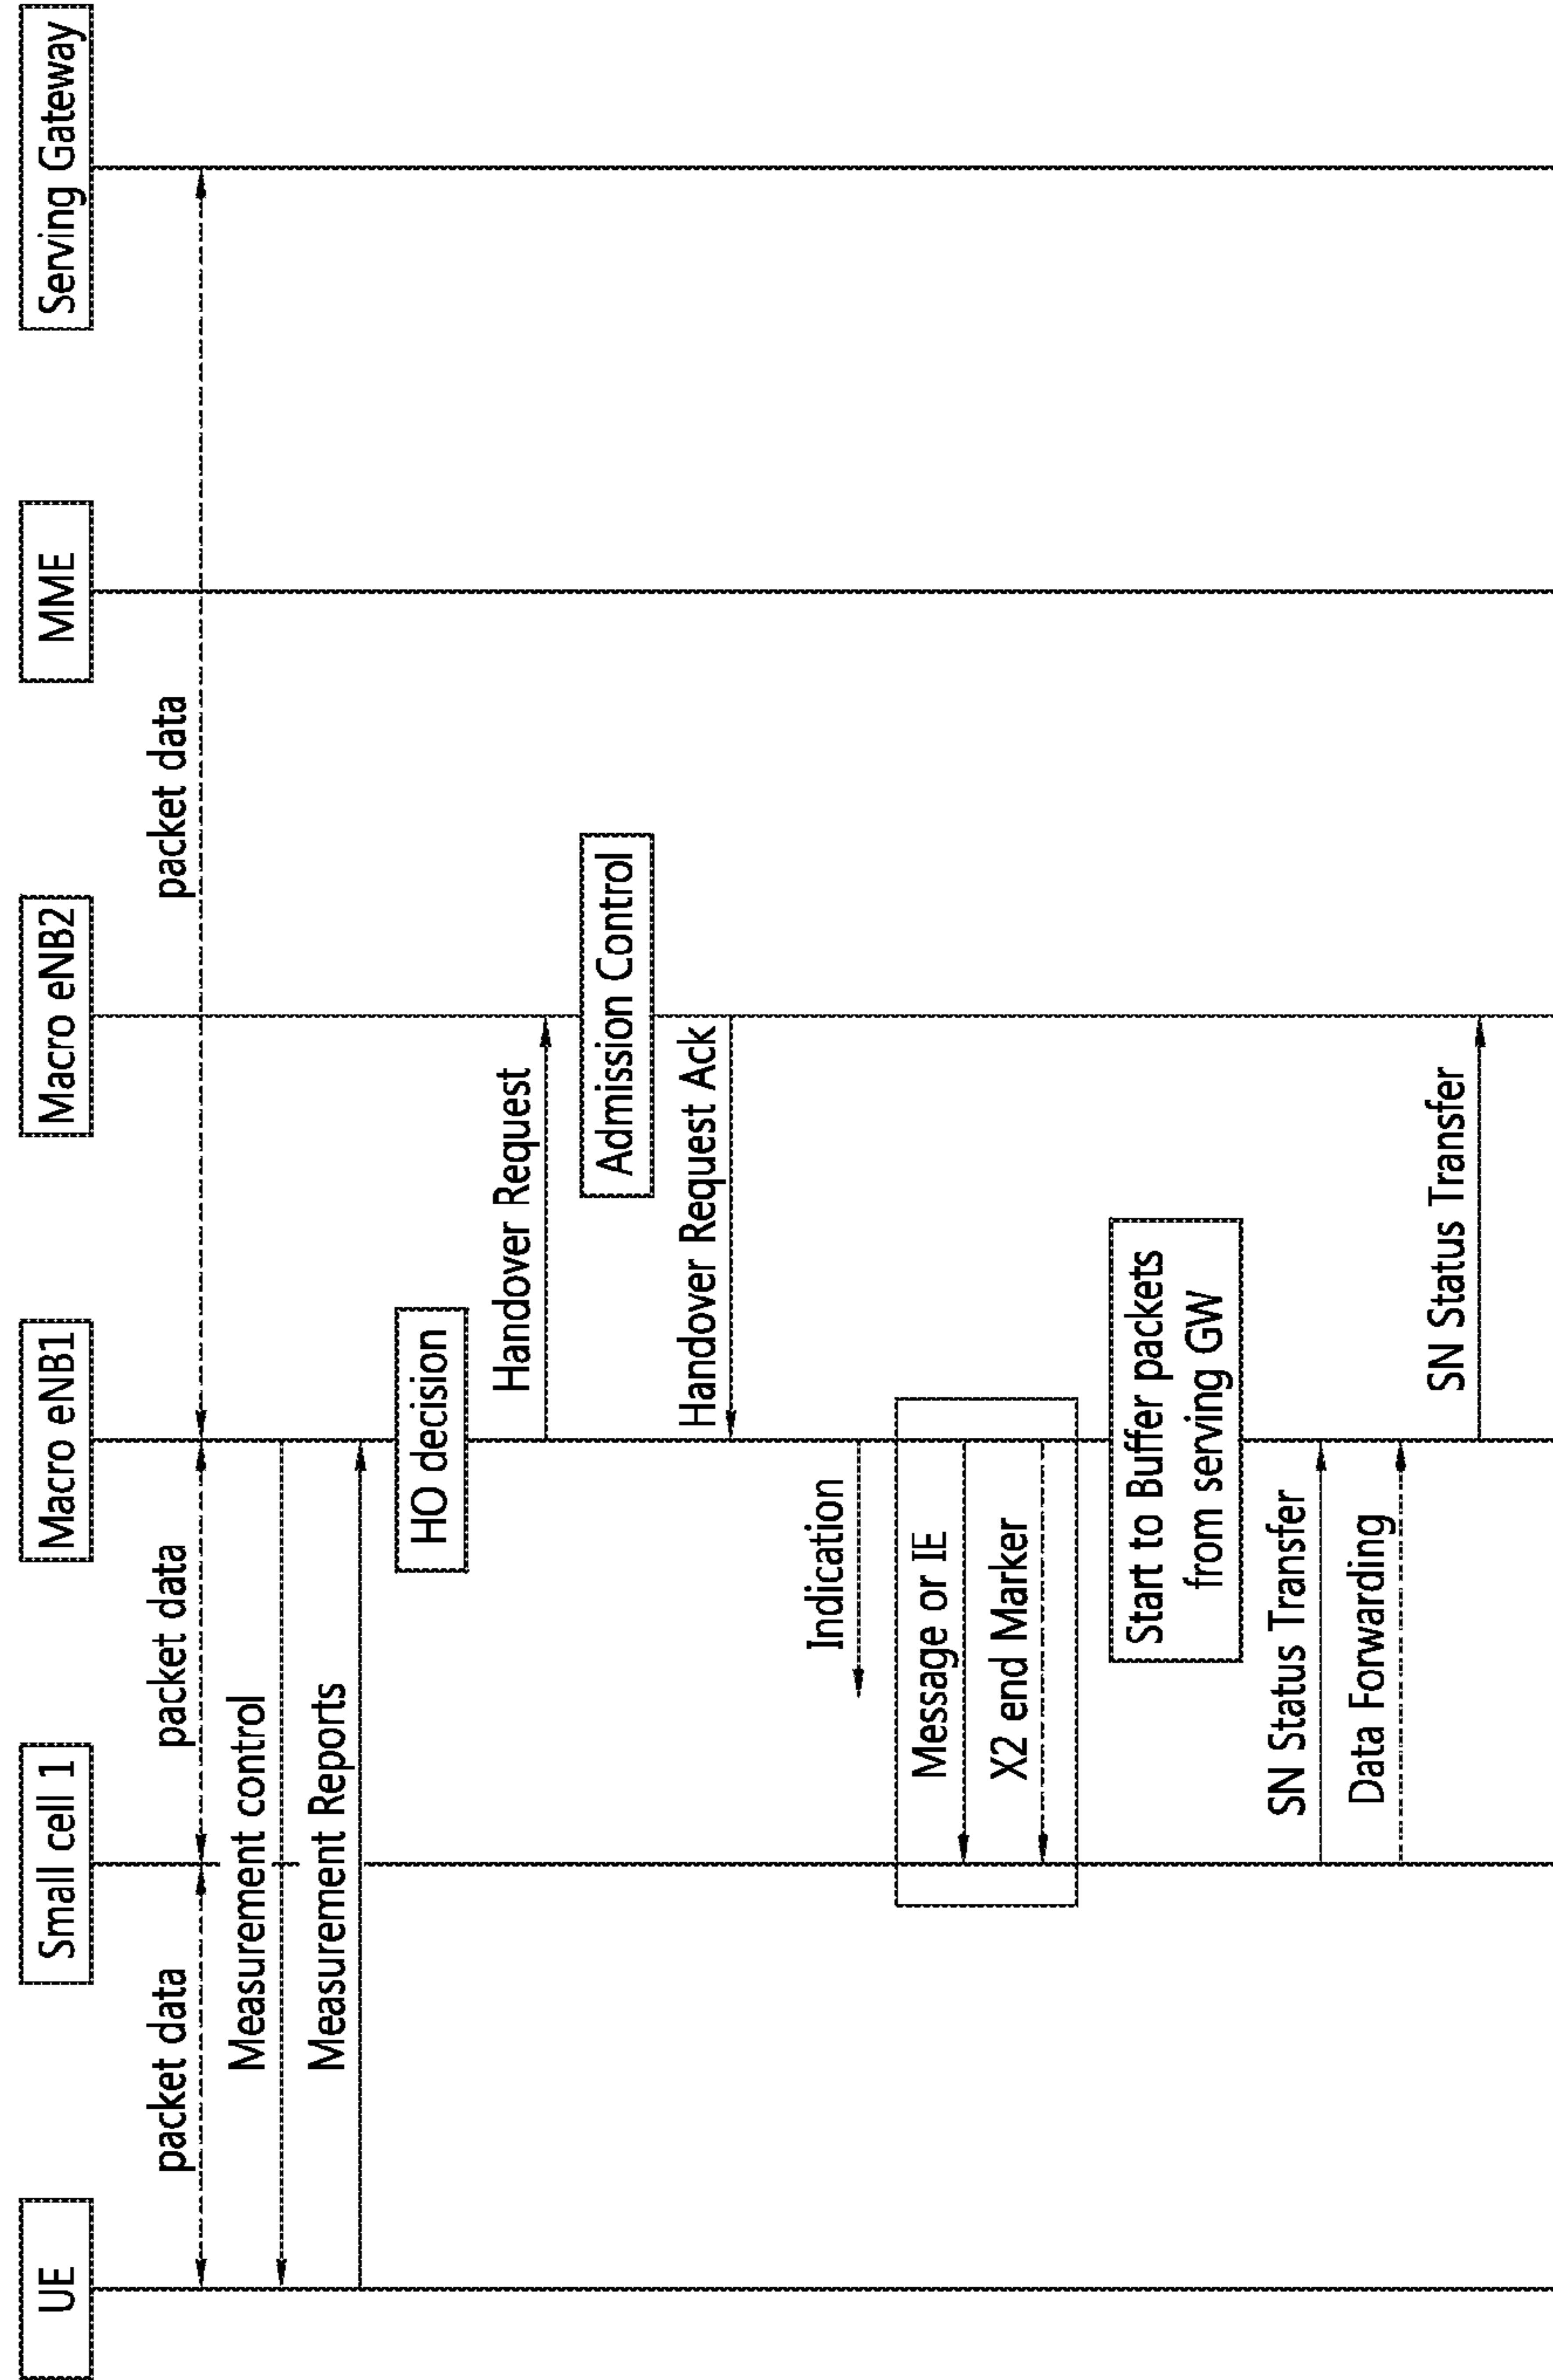 UE
Small cell 1
Macro eNB1
Macro eNB2
MME
Serving Gateway
packet data
packet data
packet data
Measurement control
Measurement Reports
HO decision
Handover Request
Admission Control
Handover Request Ack
Indication
Message or IE
X2 end Marker
Start to Buffer packets
from serving GW
SN Status Transfer
Data Forwarding
SN Status Transfer